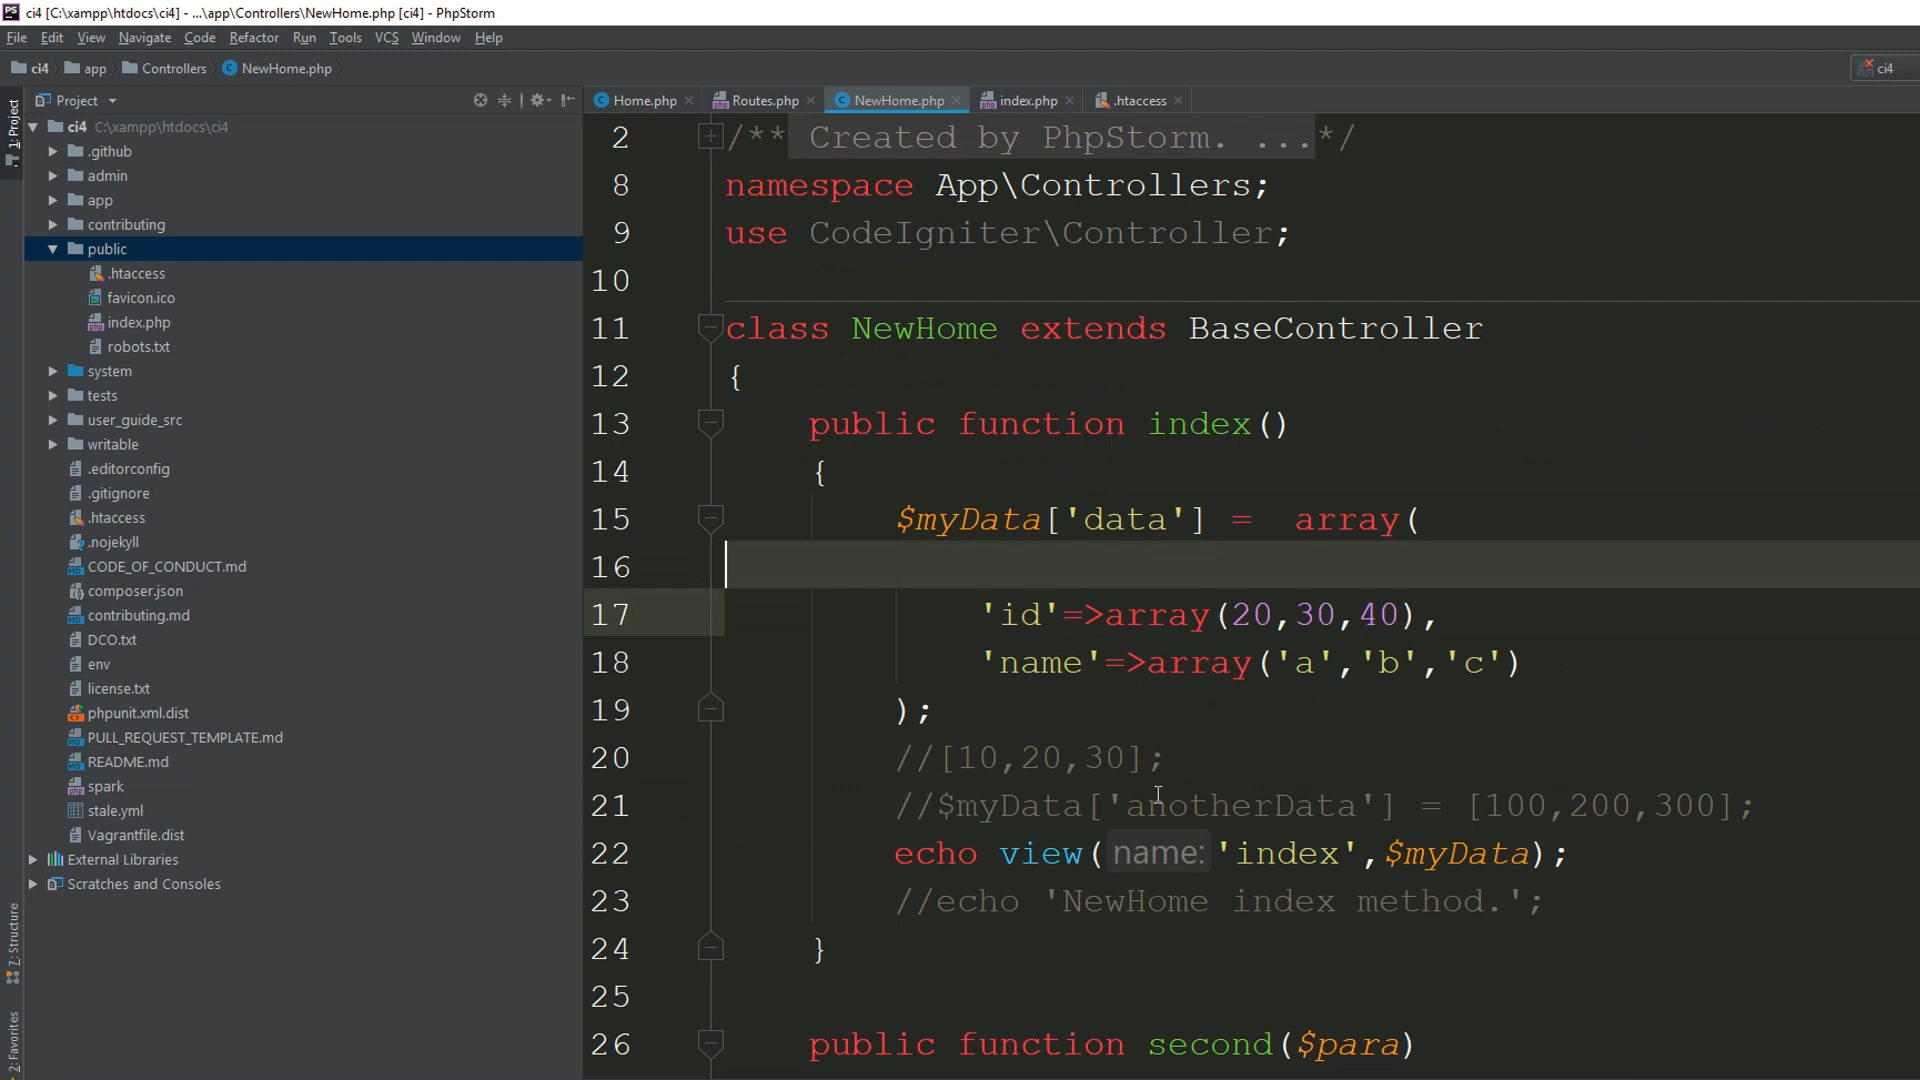 PS ci4 [C:\xampp\htdocs\ci4] - ...\app\Controllers\NewHome.php [ci4] - PhpStorm
File Edit View Navigate Code Refactor Run Tools VCS Window Help
ci4 app Controllers NewHome.php
ci4
1: Project
Project
Home.php Routes.php NewHome.php index.php .htaccess
ci4 C:\xampp\htdocs\ci4
.github
admin
app
contributing
public
.htaccess
favicon.ico
index.php
robots.txt
system
tests
user_guide_src
writable
.editorconfig
.gitignore
.htaccess
.nojekyll
CODE_OF_CONDUCT.md
composer.json
contributing.md
DCO.txt
env
license.txt
phpunit.xml.dist
PULL_REQUEST_TEMPLATE.md
README.md
spark
stale.yml
Vagrantfile.dist
External Libraries
Scratches and Consoles
7: Structure
2: Favorites
2 /** Created by PhpStorm. ...*/
8 namespace App\Controllers;
9 use CodeIgniter\Controller;
10
11 class NewHome extends BaseController
12 {
13 public function index()
14 {
15 $myData['data'] =  array(
16
17 'id'=>array(20,30,40),
18 'name'=>array('a','b','c')
19 );
20 //[10,20,30];
21 //$myData['anotherData'] = [100,200,300];
22 echo view( name: 'index',$myData);
23 //echo 'NewHome index method.';
24 }
25
26 public function second($para)